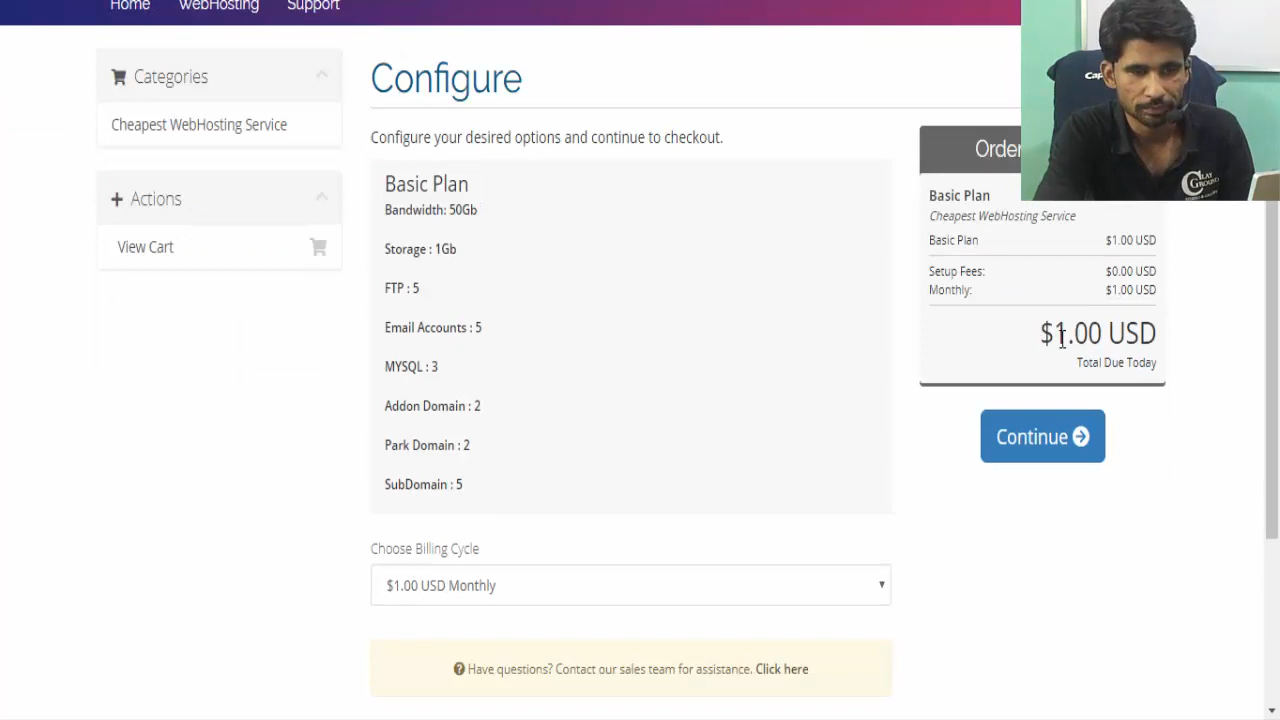 Home WebHosting Support
Categories
Cheapest WebHosting Service
Actions
View Cart
Configure
Configure your desired options and continue to checkout.
Basic Plan
Bandwidth: 50Gb
Storage : 1Gb
FTP : 5
Email Accounts : 5
MYSQL : 3
Addon Domain : 2
Park Domain : 2
SubDomain : 5
Choose Billing Cycle
$1.00 USD Monthly
Have questions? Contact our sales team for assistance. Click here
Order
Basic Plan
Cheapest WebHosting Service
Basic Plan $1.00 USD
Setup Fees: $0.00 USD
Monthly: $1.00 USD
$1.00 USD
Total Due Today
Continue